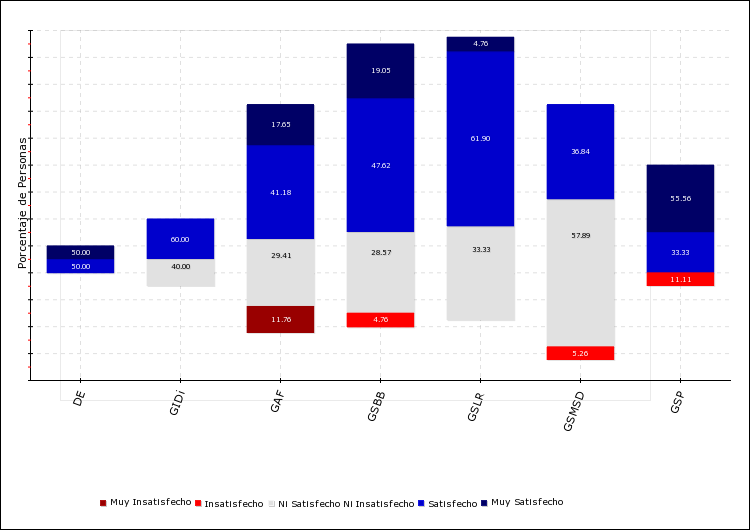 Porcentaje de Personas
50.00
50.00
60.00
40.00
17.65
41.18
29.41
11.76
19.05
47.62
28.57
4.76
4.76
61.90
33.33
36.84
57.89
5.26
55.56
33.33
11.11
DE
GIDi
GAF
GSBB
GSLR
GSMSD
GSP
Muy Insatisfecho Insatisfecho Ni Satisfecho Ni Insatisfecho Satisfecho Muy Satisfecho